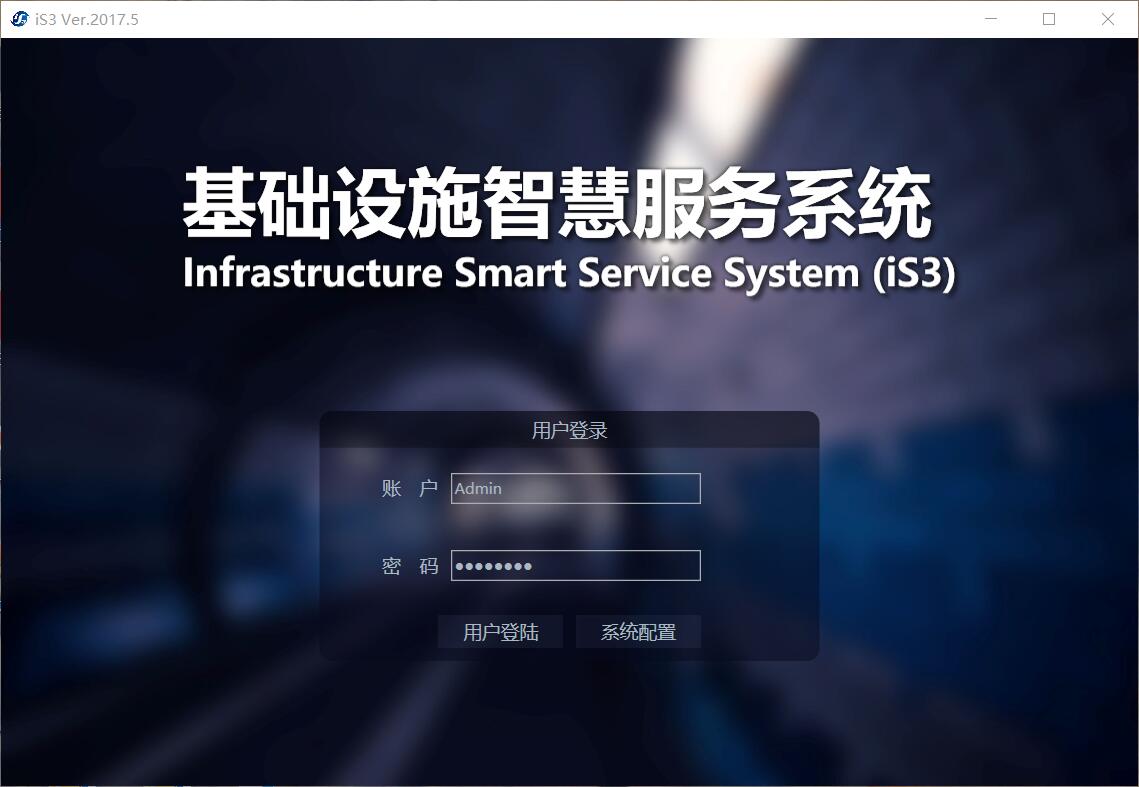 iS3 Ver.2017.5
基础设施智慧服务系统
Infrastructure Smart Service System (iS3)
用户登录
账 户 Admin
密 码 ●●●●●●●●
用户登陆 系统配置